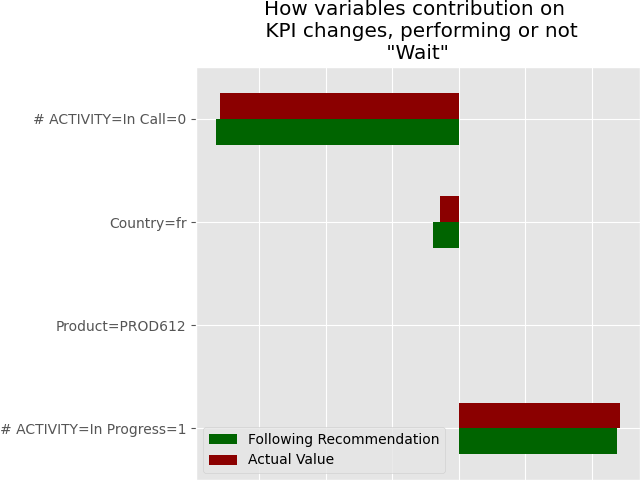 How variables contribution on
KPI changes, performing or not
"Wait"
# ACTIVITY=In Call=0
Country=fr
Product=PROD612
# ACTIVITY=In Progress=1
Following Recommendation
Actual Value